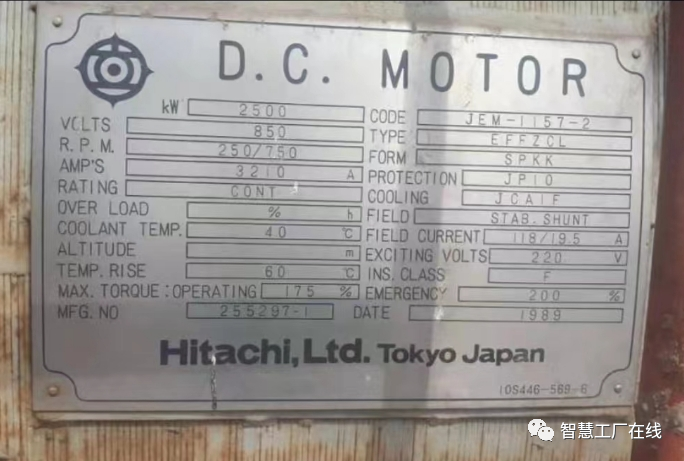 D.C. MOTOR
kW 2500 CODE JEM-1157-2
VOLTS 850 TYPE EFFZCL
R.P.M. 250/750 FORM SPKK
AMP'S 3210 A PROTECTION JP10
RATING CONT COOLING JCA1F
OVER LOAD % h FIELD STAB. SHUNT
COOLANT TEMP. 40 ℃ FIELD CURRENT 118/19.5 A
ALTITUDE m EXCITING VOLTS 220 V
TEMP. RISE 60 ℃ INS. CLASS F
MAX. TORQUE:OPERATING 175 % EMERGENCY 200 %
MFG. NO 255297-1 DATE 1989
Hitachi, Ltd. Tokyo Japan
10S446-569-6
智慧工厂在线